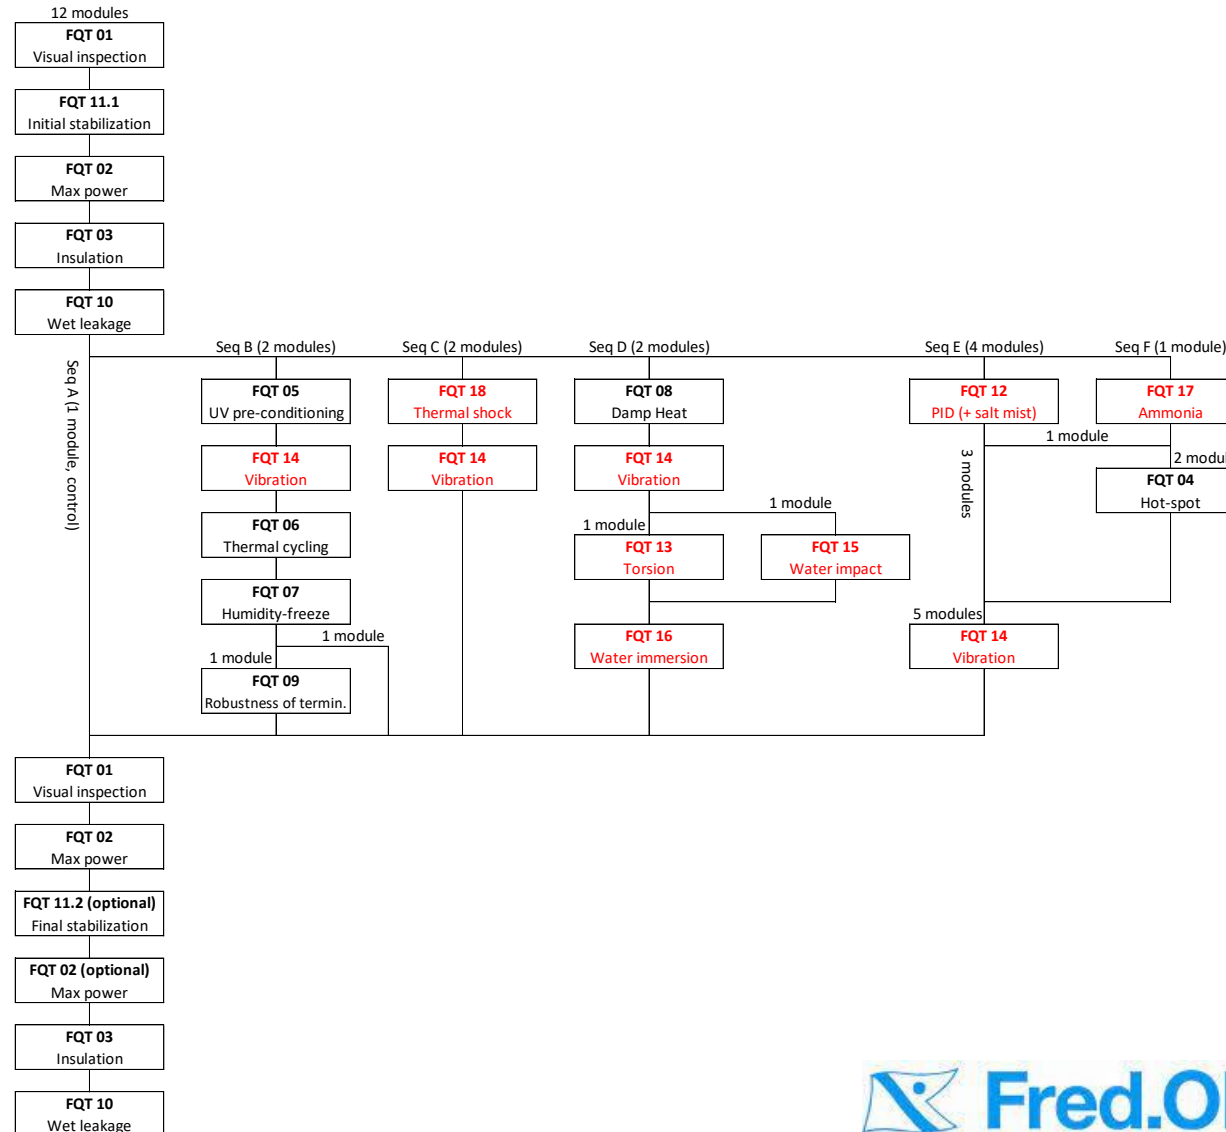 12 modules
FQT 01
Visual inspection
FQT 11.1
Initial stabilization
FQT 02
Max power
FQT 03
Insulation
FQT 10
Wet leakage
Seq A (1 module, control)
Seq B (2 modules)
FQT 05
UV pre-conditioning
FQT 14
Vibration
FQT 06
Thermal cycling
FQT 07
Humidity-freeze
1 module
1 module
FQT 09
Robustness of termin.
Seq C (2 modules)
FQT 18
Thermal shock
FQT 14
Vibration
Seq D (2 modules)
FQT 08
Damp Heat
FQT 14
Vibration
1 module
1 module
FQT 13
Torsion
FQT 15
Water impact
FQT 16
Water immersion
Seq E (4 modules)
FQT 12
PID (+ salt mist)
1 module
3 modules
5 modules
FQT 14
Vibration
Seq F (1 module)
FQT 17
Ammonia
2 modul
FQT 04
Hot-spot
FQT 01
Visual inspection
FQT 02
Max power
FQT 11.2 (optional)
Final stabilization
FQT 02 (optional)
Max power
FQT 03
Insulation
FQT 10
Wet leakage
Fred.Ol